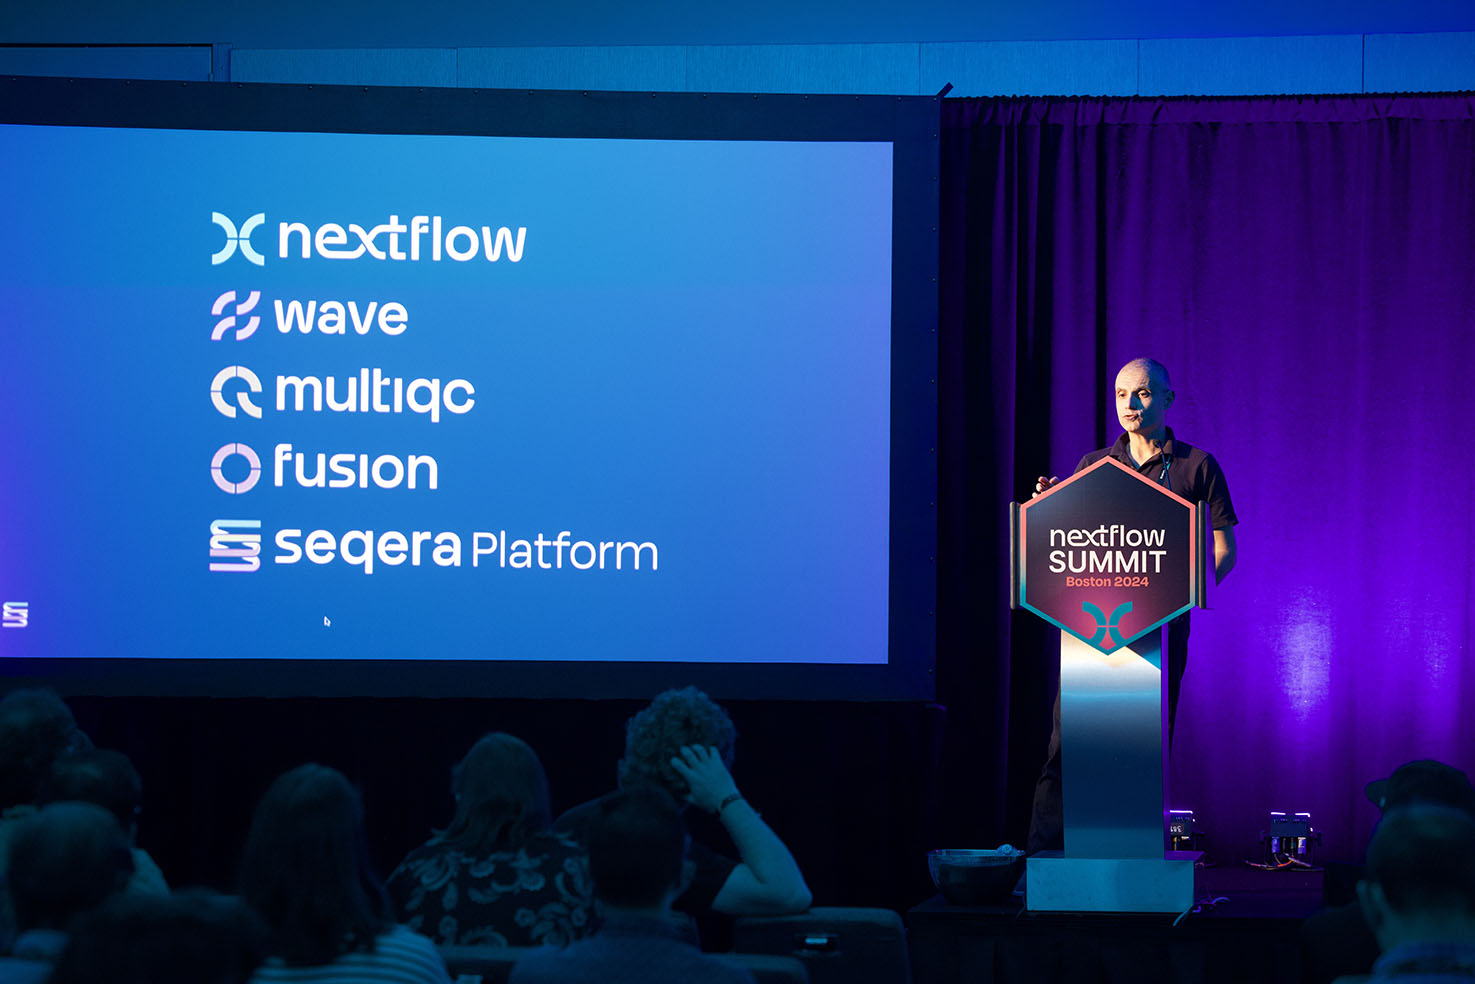 nextflow
wave
multiqc
fusion
seqera Platform
nextflow
SUMMIT
Boston 2024